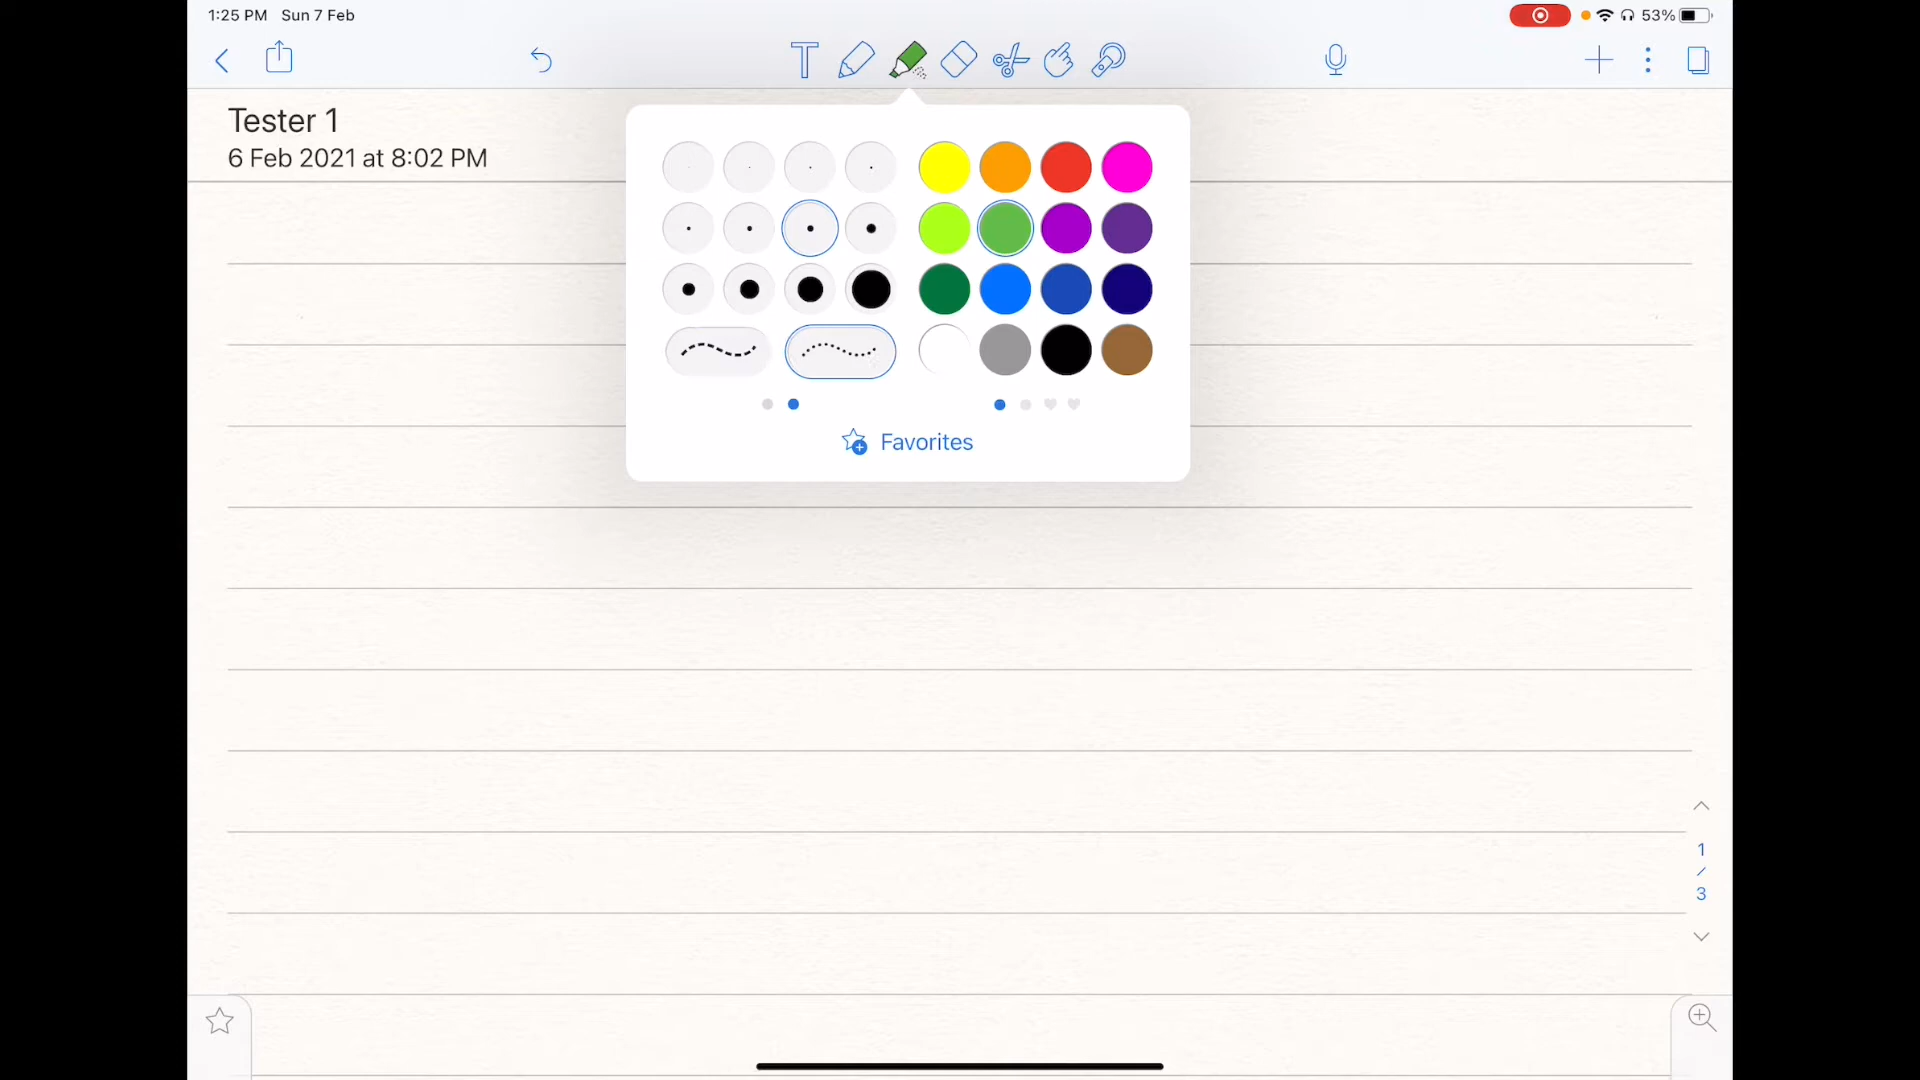 1:25 PM Sun 7 Feb
53%
Tester 1
6 Feb 2021 at 8:02 PM
Favorites
1
/
3